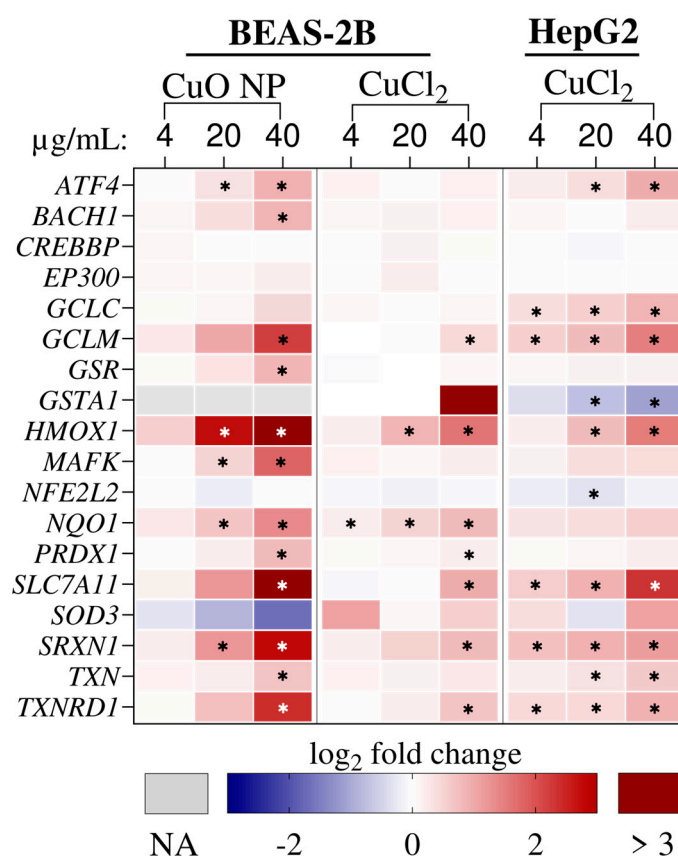 BEAS-2B HepG2
CuO NP CuCl₂ CuCl₂
µg/mL: 4 20 40 4 20 40 4 20 40
ATF4 * * * *
BACH1 *
CREBBP
EP300
GCLC * * *
GCLM * * * * *
GSR *
GSTA1 * *
HMOX1 * * * * * *
MAFK * *
NFE2L2 *
NQO1 * * * * *
PRDX1 * *
SLC7A11 * * * * *
SOD3
SRXN1 * * * * * *
TXN * * *
TXNRD1 * * * * *
log₂ fold change
NA -2 0 2 > 3